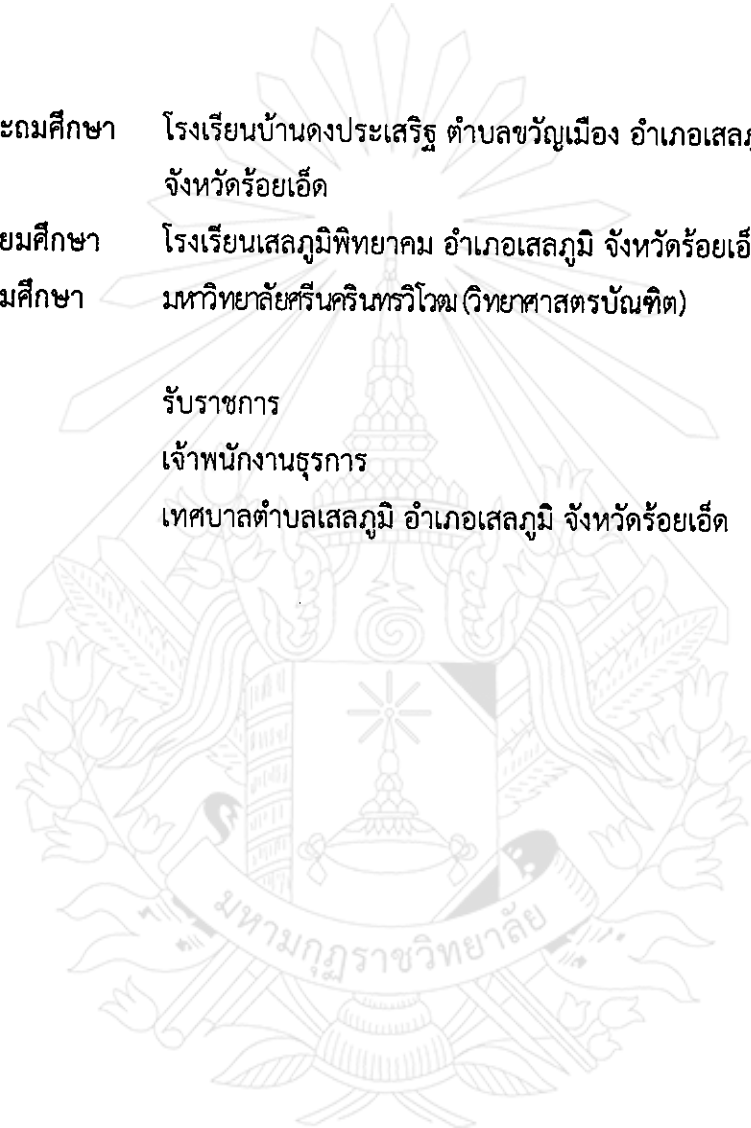 ะถมศึกษา โรงเรียนบ้านดงประเสริฐ ตำบลขวัญเมือง อำเภอเสลภ
จังหวัดร้อยเอ็ด
ยมศึกษา โรงเรียนเสลภูมิพิทยาคม อำเภอเสลภูมิ จังหวัดร้อยเอ็
มศึกษา มหาวิทยาลัยศรีนครินทรวิโวฒ (วิทยาศาสตรบัณฑิต)
รับราชการ
เจ้าพนักงานธุรการ
เทศบาลตำบลเสลภูมิ อำเภอเสลภูมิ จังหวัดร้อยเอ็ด
มหามกุฏราชวิทยาลัย